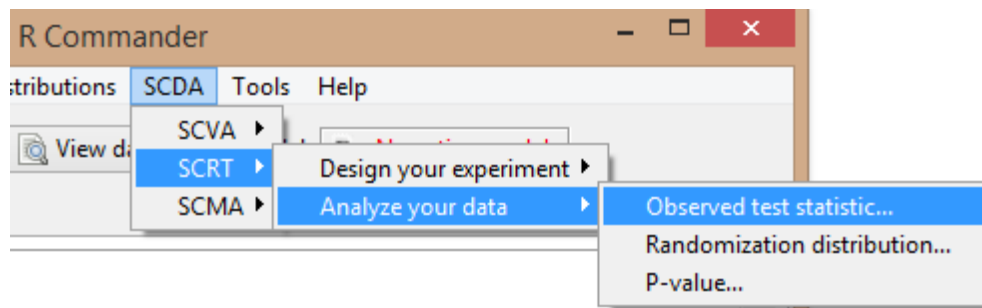 R Commander
stributions SCDA Tools Help
View da
SCVA
SCRT Design your experiment
SCMA Analyze your data Observed test statistic...
Randomization distribution...
P-value...